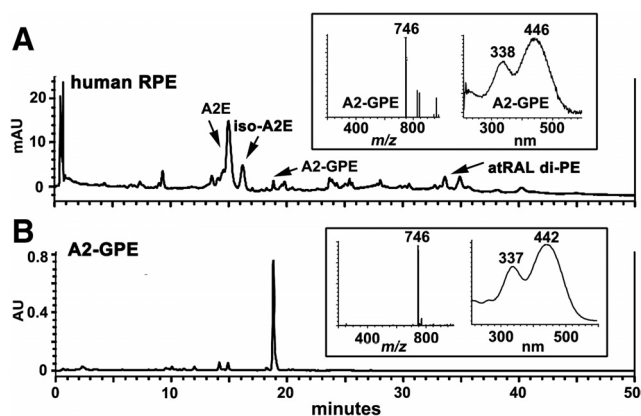 A
human RPE
20
10
0
mAU
A2E
iso-A2E
A2-GPE
atRAL di-PE
746
A2-GPE
200 400 800
m/z
446
338
A2-GPE
300 500
nm
B
A2-GPE
0.8
0.4
0
AU
746
400 800
m/z
442
337
300 500
nm
0 10 20 30 40 50
minutes